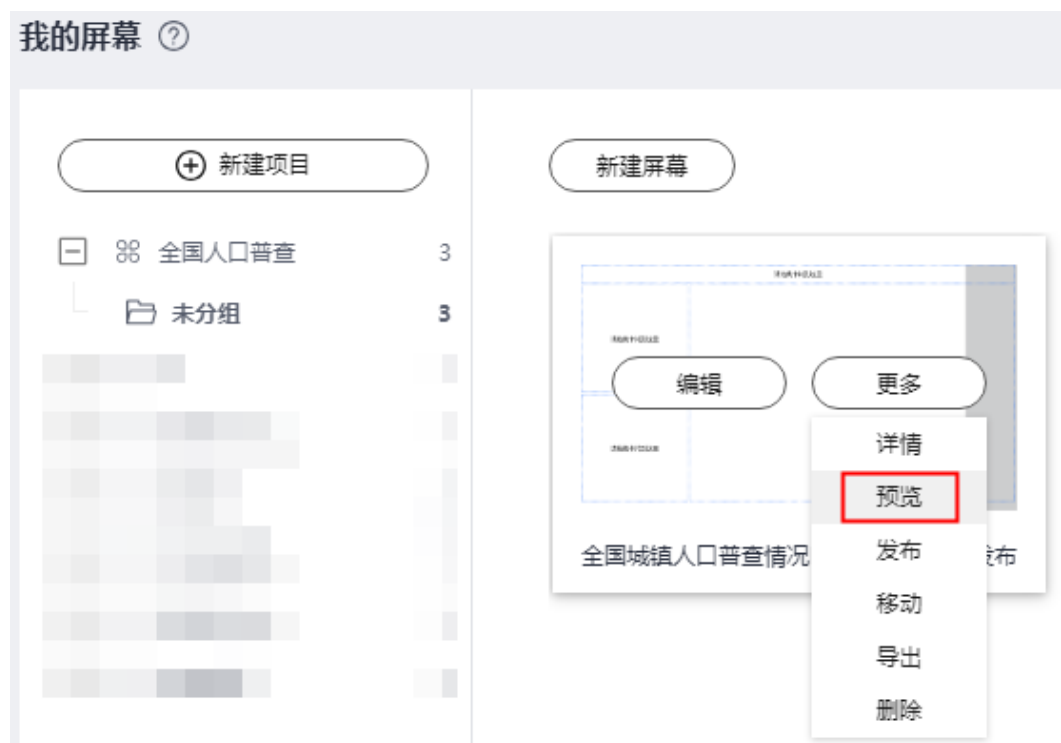 我的屏幕 ?
新建项目
全国人口普查 3
未分组 3
新建屏幕
编辑 更多
详情
预览
发布
移动
导出
删除
全国城镇人口普查情况 发布